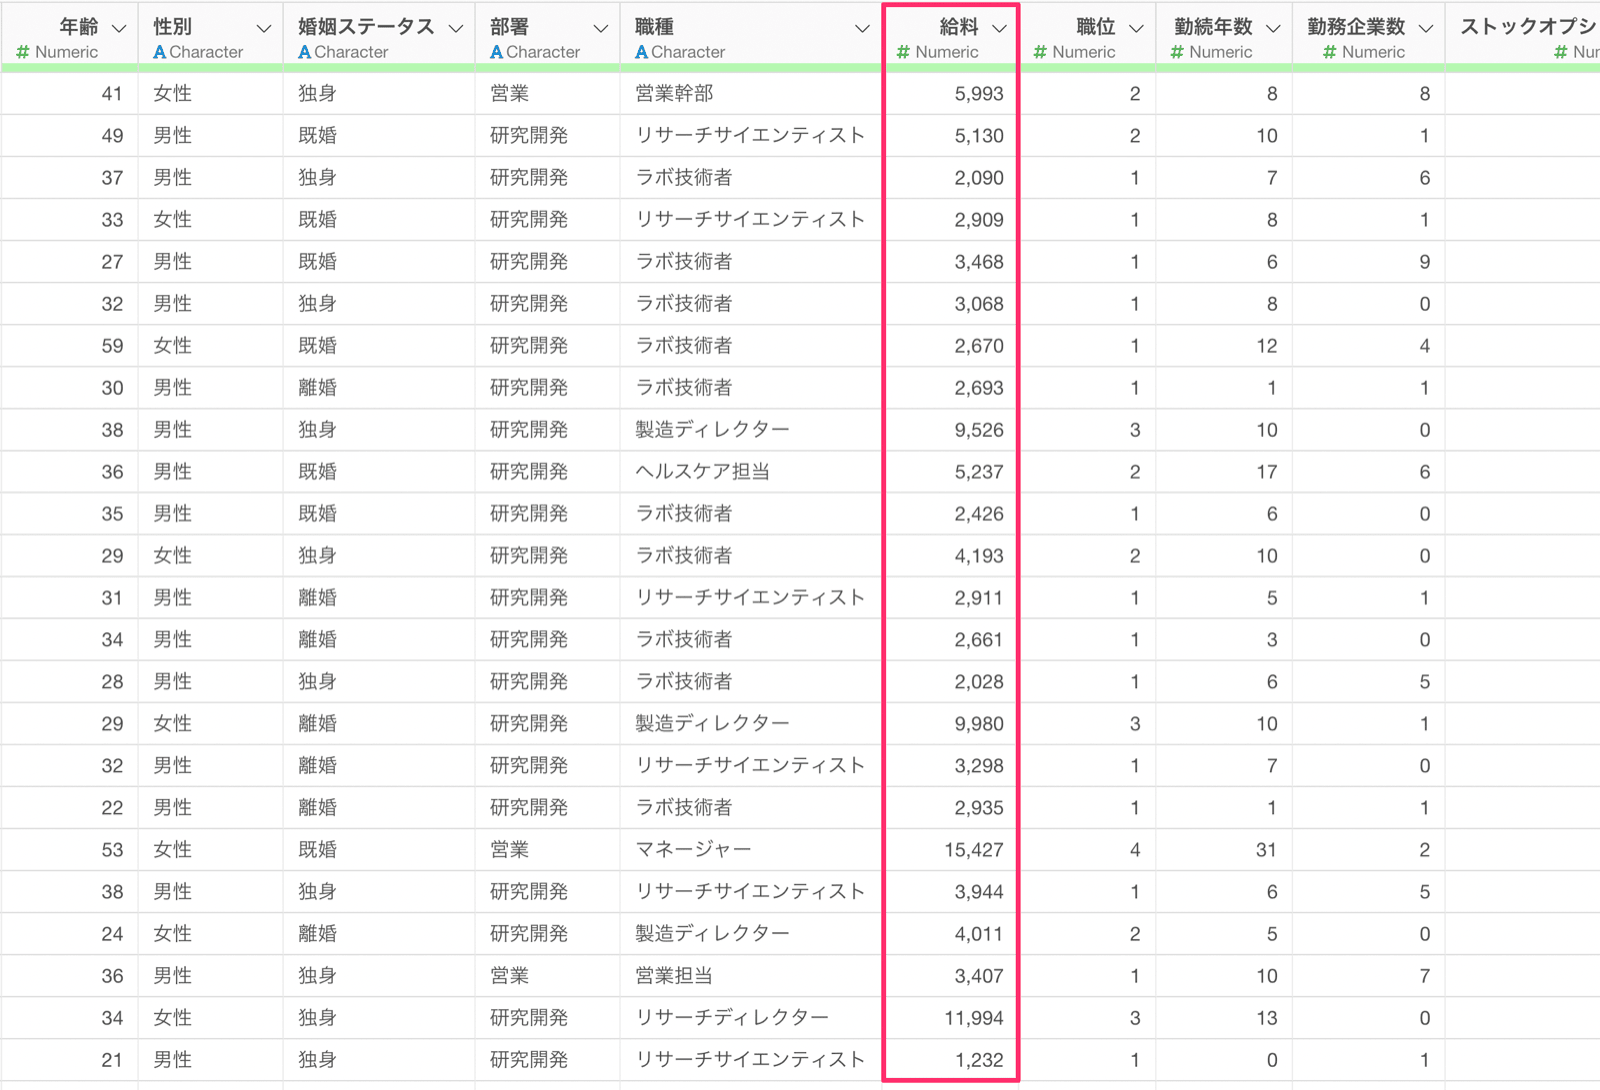 年齢 性別 婚姻ステータス 部署 職種 給料 職位 勤続年数 勤務企業数 ストックオプシ
# Numeric A Character A Character A Character A Character # Numeric # Numeric # Numeric # Numeric # Nur
41 女性 独身 営業 営業幹部 5,993 2 8 8
49 男性 既婚 研究開発 リサーチサイエンティスト 5,130 2 10 1
37 男性 独身 研究開発 ラボ技術者 2,090 1 7 6
33 女性 既婚 研究開発 リサーチサイエンティスト 2,909 1 8 1
27 男性 既婚 研究開発 ラボ技術者 3,468 1 6 9
32 男性 独身 研究開発 ラボ技術者 3,068 1 8 0
59 女性 既婚 研究開発 ラボ技術者 2,670 1 12 4
30 男性 離婚 研究開発 ラボ技術者 2,693 1 1 1
38 男性 独身 研究開発 製造ディレクター 9,526 3 10 0
36 男性 既婚 研究開発 ヘルスケア担当 5,237 2 17 6
35 男性 既婚 研究開発 ラボ技術者 2,426 1 6 0
29 女性 独身 研究開発 ラボ技術者 4,193 2 10 0
31 男性 離婚 研究開発 リサーチサイエンティスト 2,911 1 5 1
34 男性 離婚 研究開発 ラボ技術者 2,661 1 3 0
28 男性 独身 研究開発 ラボ技術者 2,028 1 6 5
29 女性 離婚 研究開発 製造ディレクター 9,980 3 10 1
32 男性 離婚 研究開発 リサーチサイエンティスト 3,298 1 7 0
22 男性 離婚 研究開発 ラボ技術者 2,935 1 1 1
53 女性 既婚 営業 マネージャー 15,427 4 31 2
38 男性 独身 研究開発 リサーチサイエンティスト 3,944 1 6 5
24 女性 離婚 研究開発 製造ディレクター 4,011 2 5 0
36 男性 独身 営業 営業担当 3,407 1 10 7
34 女性 独身 研究開発 リサーチディレクター 11,994 3 13 0
21 男性 独身 研究開発 リサーチサイエンティスト 1,232 1 0 1